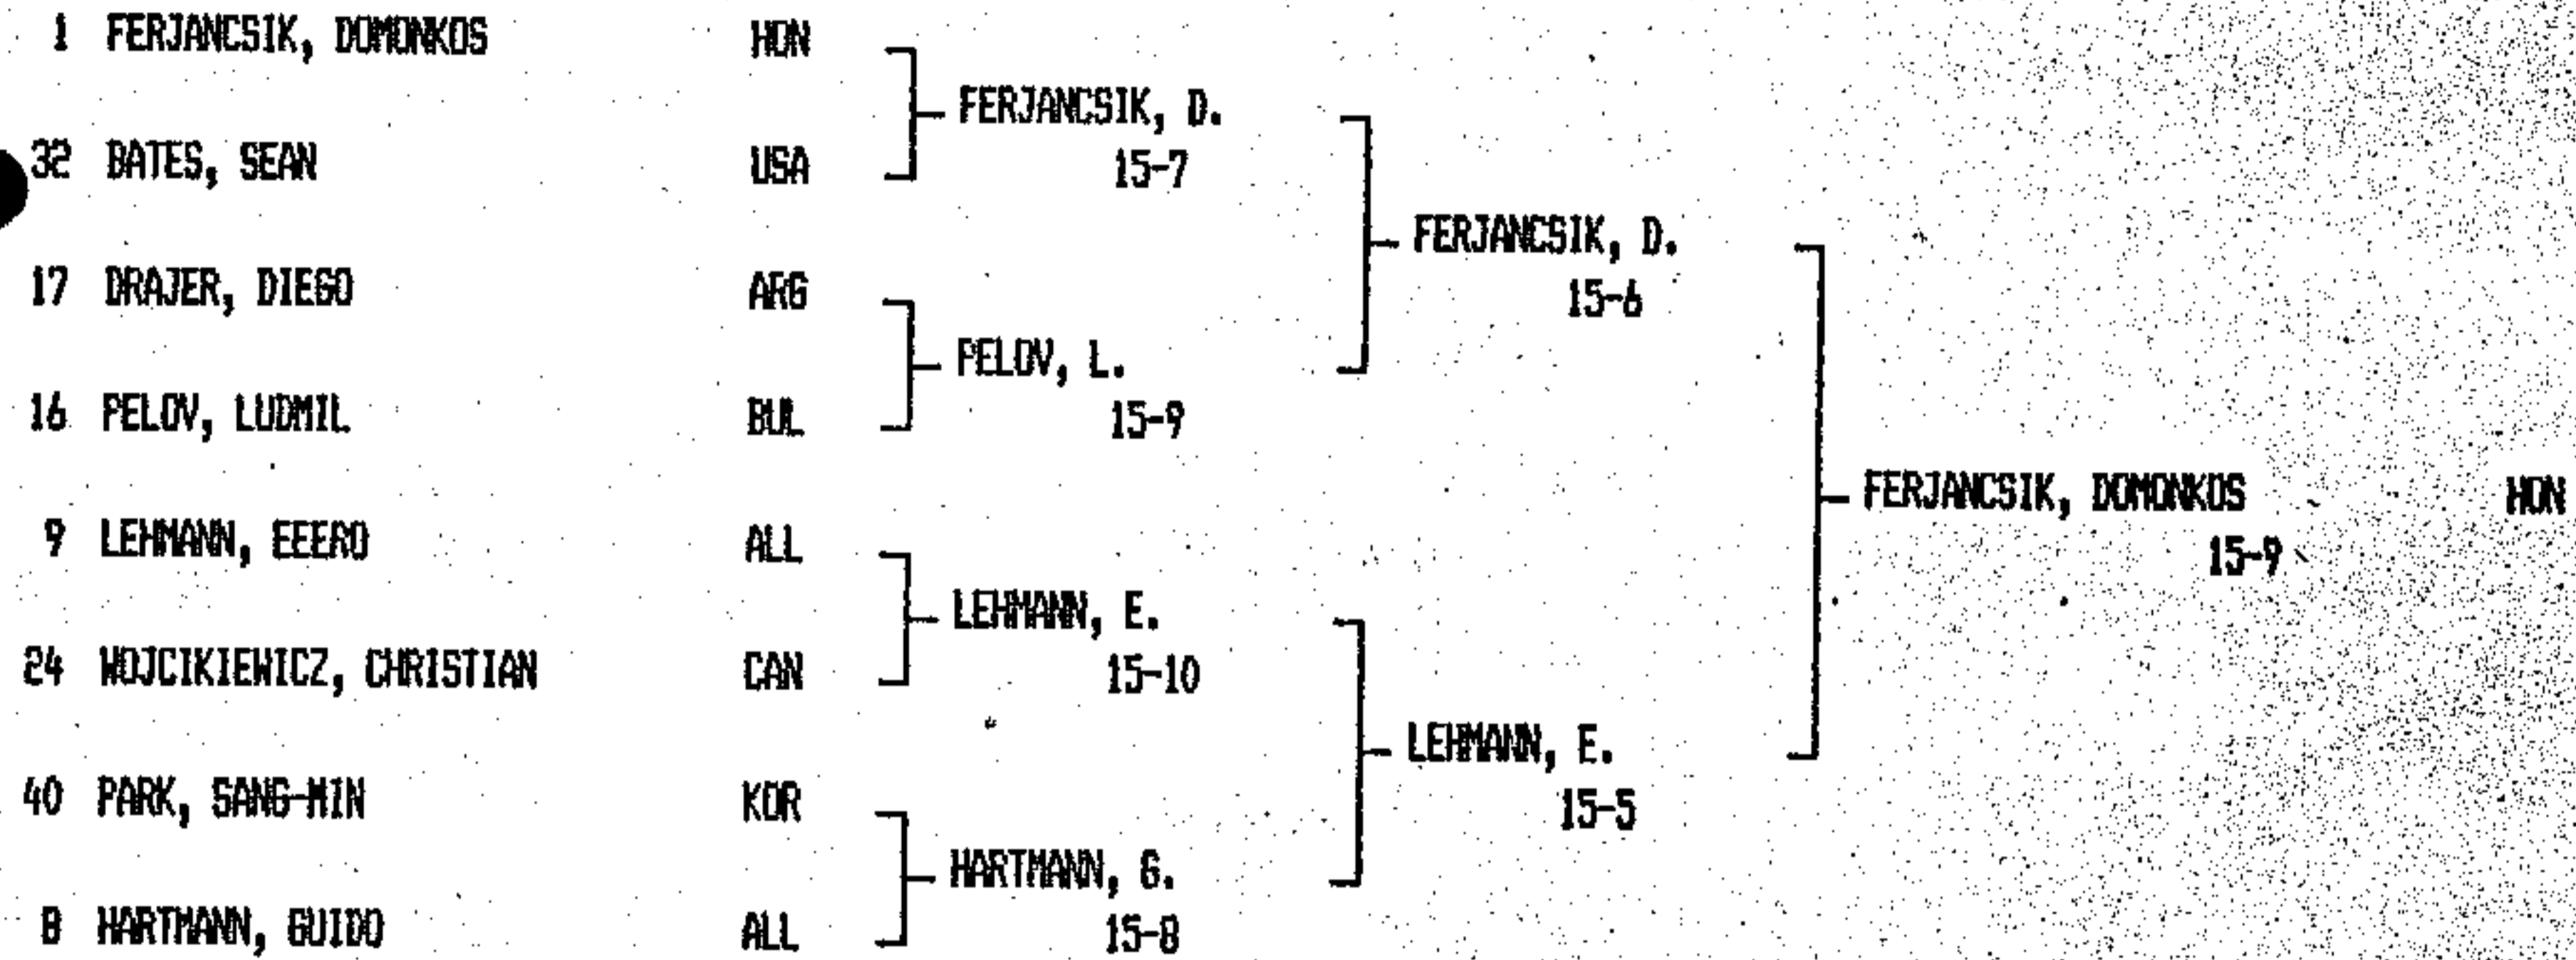 1 FERJANCSIK, DOMONKOS HON
FERJANCSIK, D.
32 BATES, SEAN USA 15-7
FERJANCSIK, D.
17 DRAJER, DIEGO ARG 15-6
PELOV, L.
16 PELOV, LUDMIL BUL 15-9
FERJANCSIK, DOMONKOS HON
9 LEHMANN, EEERO ALL 15-9
LEHMANN, E.
24 WOJCIKIEWICZ, CHRISTIAN CAN 15-10
LEHMANN, E.
40 PARK, SANG-MIN KOR 15-5
HARTMANN, G.
8 HARTMANN, GUIDO ALL 15-8